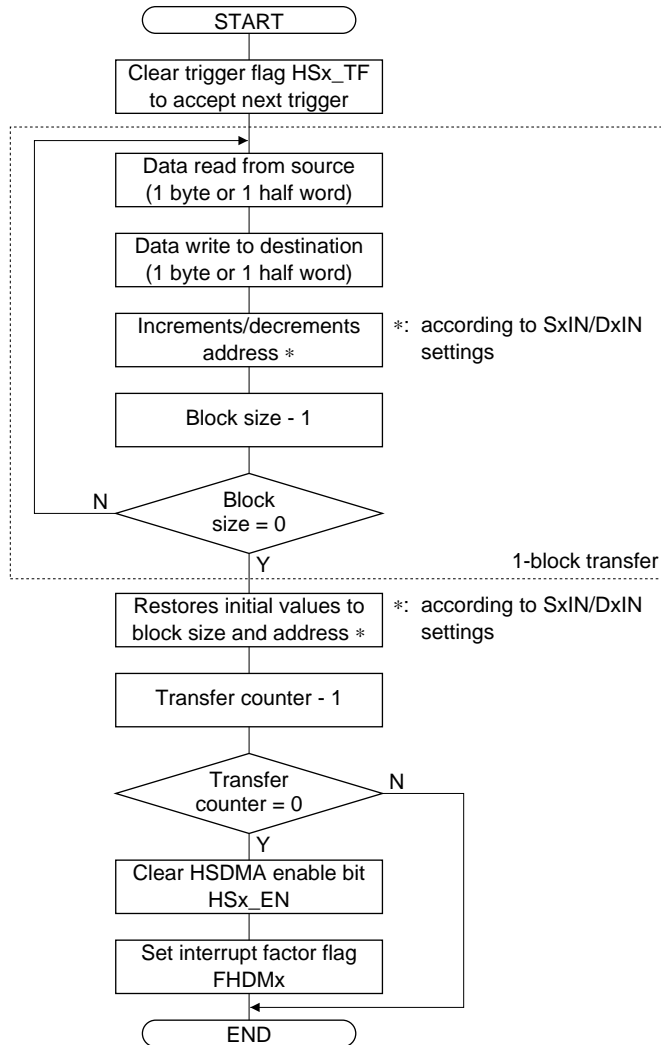 START
Clear trigger flag HSx_TF
to accept next trigger
Data read from source
(1 byte or 1 half word)
Data write to destination
(1 byte or 1 half word)
Increments/decrements
address ∗
∗: according to SxIN/DxIN
settings
Block size - 1
N
Block
size = 0
Y
1-block transfer
Restores initial values to
block size and address ∗
∗: according to SxIN/DxIN
settings
Transfer counter - 1
Transfer
counter = 0
N
Y
Clear HSDMA enable bit
HSx_EN
Set interrupt factor flag
FHDMx
END